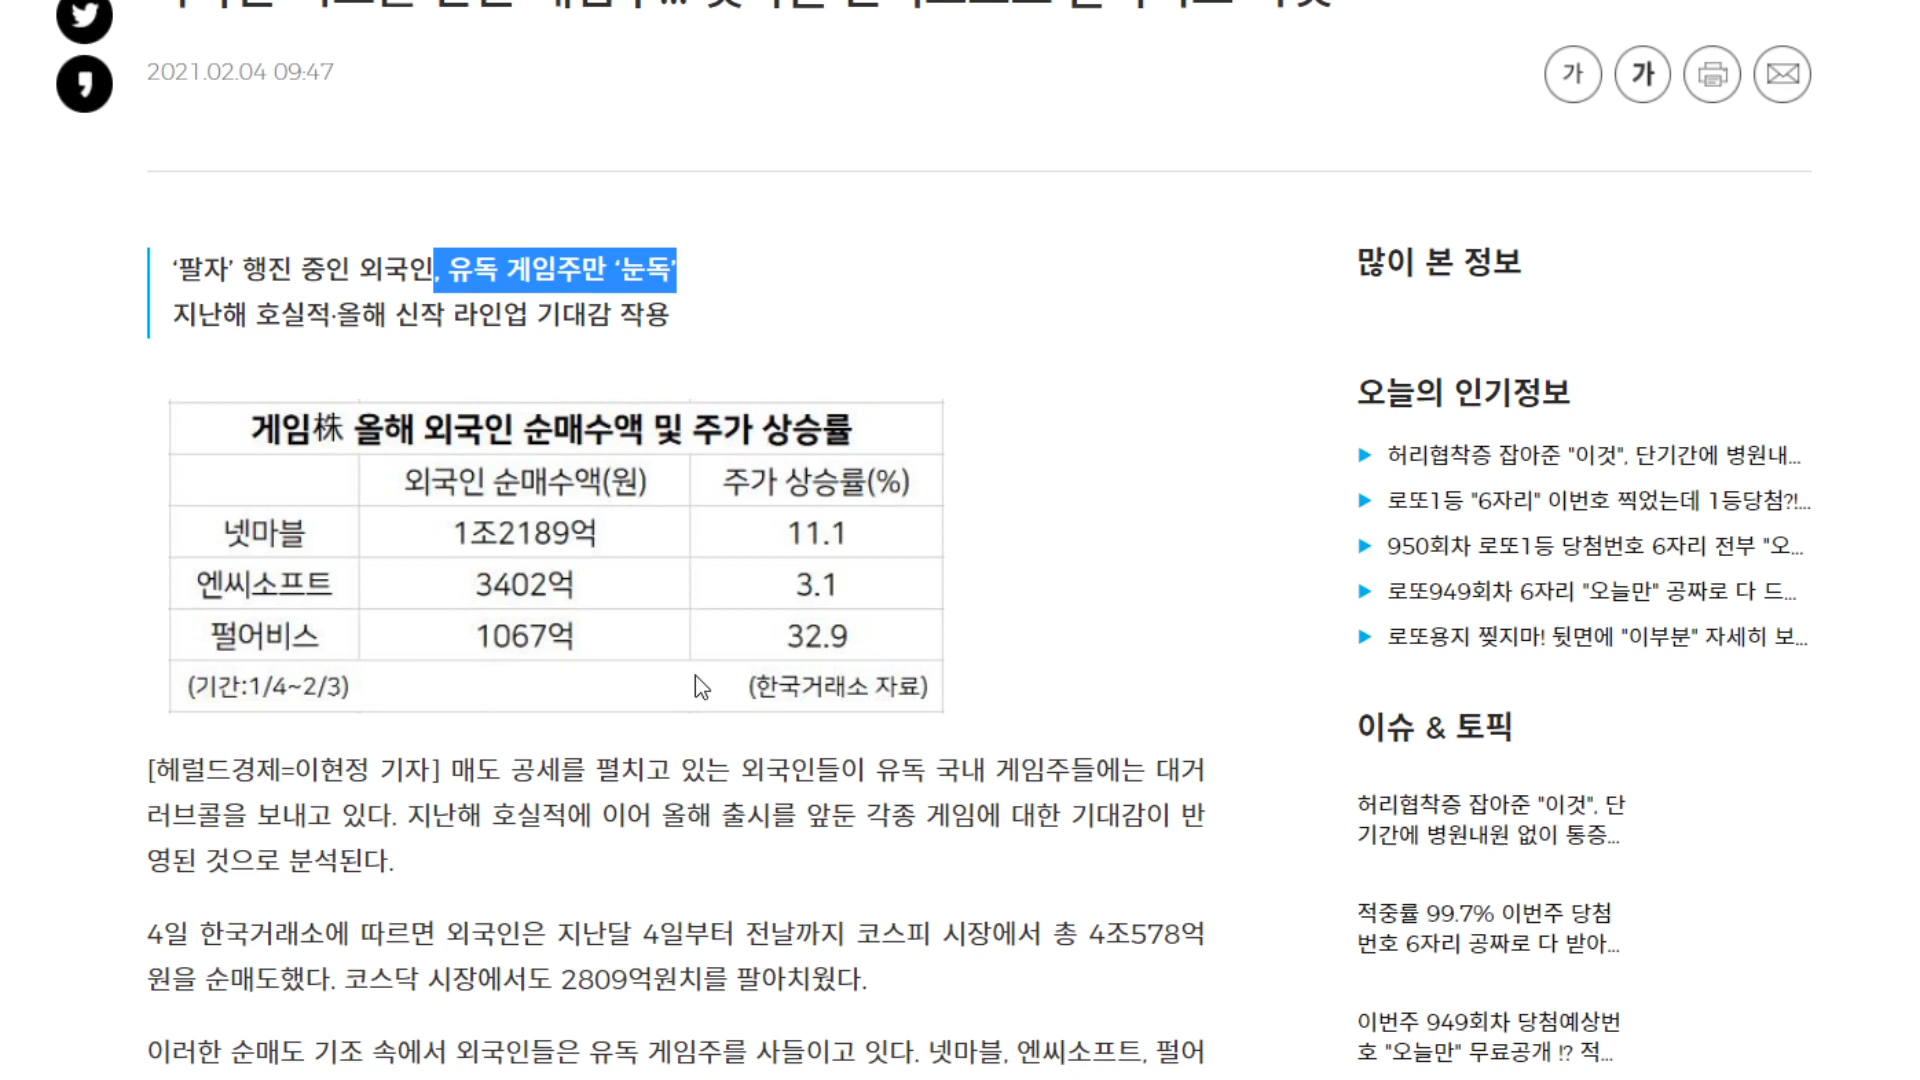 2021.02.04 09:47
가 가
‘팔자’ 행진 중인 외국인, 유독 게임주만 ‘눈독’
지난해 호실적·올해 신작 라인업 기대감 작용
게임株 올해 외국인 순매수액 및 주가 상승률
외국인 순매수액(원) 주가 상승률(%)
넷마블 1조2189억 11.1
엔씨소프트 3402억 3.1
펄어비스 1067억 32.9
(기간:1/4~2/3) (한국거래소 자료)
[헤럴드경제=이현정 기자] 매도 공세를 펼치고 있는 외국인들이 유독 국내 게임주들에는 대거
러브콜을 보내고 있다. 지난해 호실적에 이어 올해 출시를 앞둔 각종 게임에 대한 기대감이 반
영된 것으로 분석된다.
4일 한국거래소에 따르면 외국인은 지난달 4일부터 전날까지 코스피 시장에서 총 4조578억
원을 순매도했다. 코스닥 시장에서도 2809억원치를 팔아치웠다.
이러한 순매도 기조 속에서 외국인들은 유독 게임주를 사들이고 잇다. 넷마블, 엔씨소프트, 펄어
많이 본 정보
오늘의 인기정보
▶ 허리협착증 잡아준 "이것", 단기간에 병원내...
▶ 로또1등 "6자리" 이번호 찍었는데 1등당첨?!...
▶ 950회차 로또1등 당첨번호 6자리 전부 "오...
▶ 로또949회차 6자리 "오늘만" 공짜로 다 드...
▶ 로또용지 찢지마! 뒷면에 "이부분" 자세히 보...
이슈 & 토픽
허리협착증 잡아준 "이것", 단
기간에 병원내원 없이 통증...
적중률 99.7% 이번주 당첨
번호 6자리 공짜로 다 받아...
이번주 949회차 당첨예상번
호 "오늘만" 무료공개 !? 적...